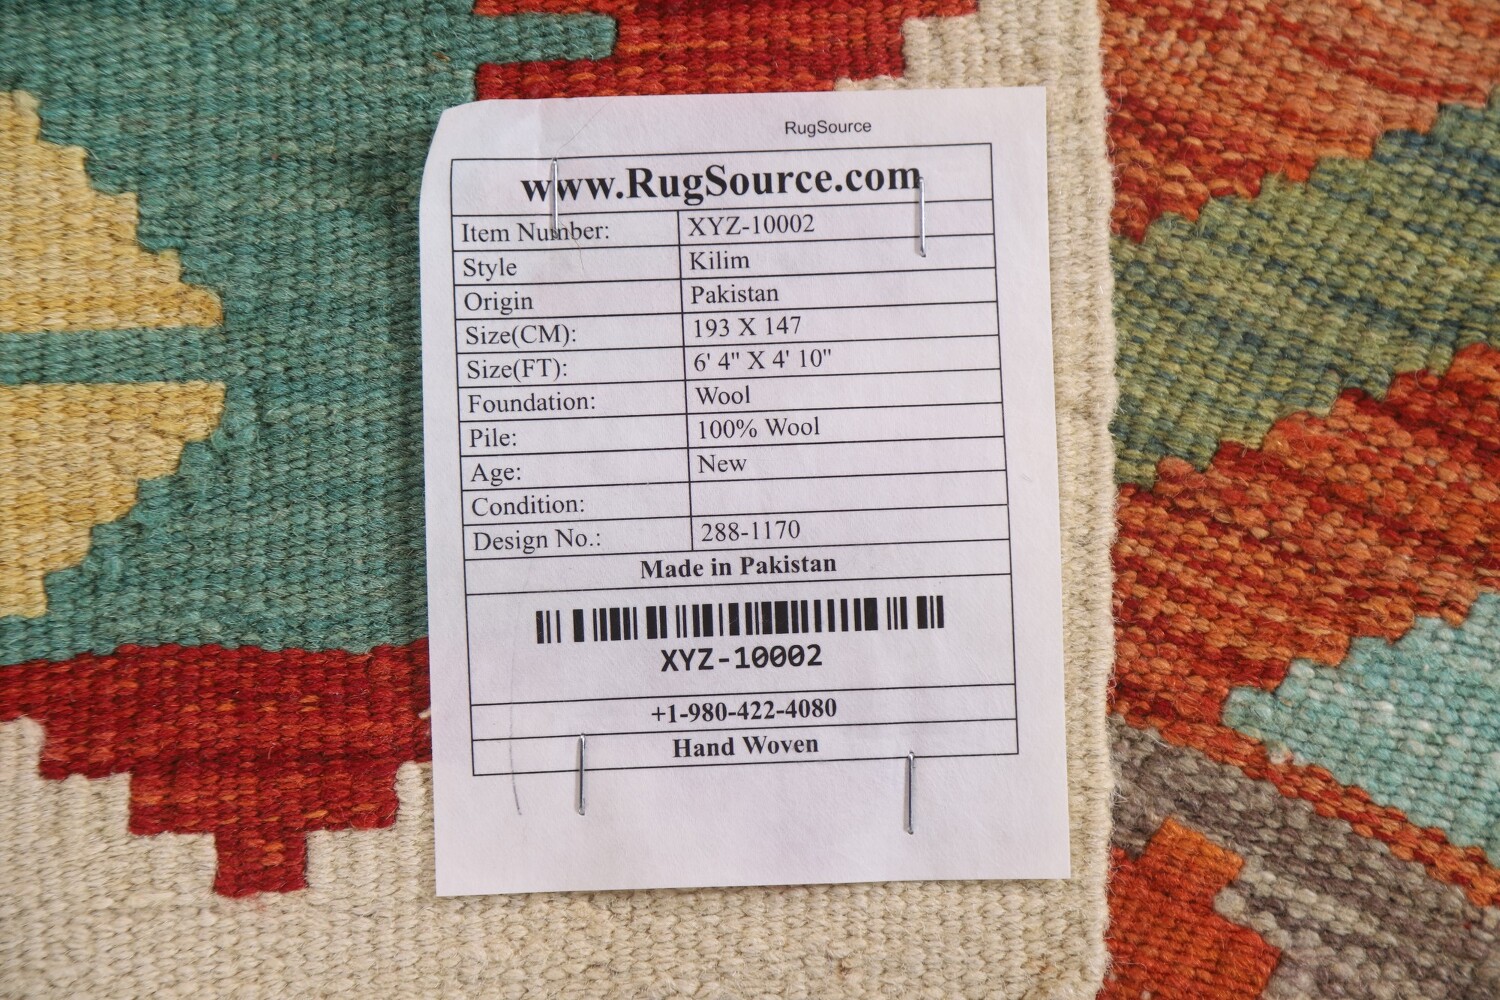 RugSource
www.RugSource.com
Item Number: XYZ-10002
Style Kilim
Origin Pakistan
Size(CM): 193 X 147
Size(FT): 6' 4" X 4' 10"
Foundation: Wool
Pile: 100% Wool
Age: New
Condition:
Design No.: 288-1170
Made in Pakistan
XYZ-10002
+1-980-422-4080
Hand Woven